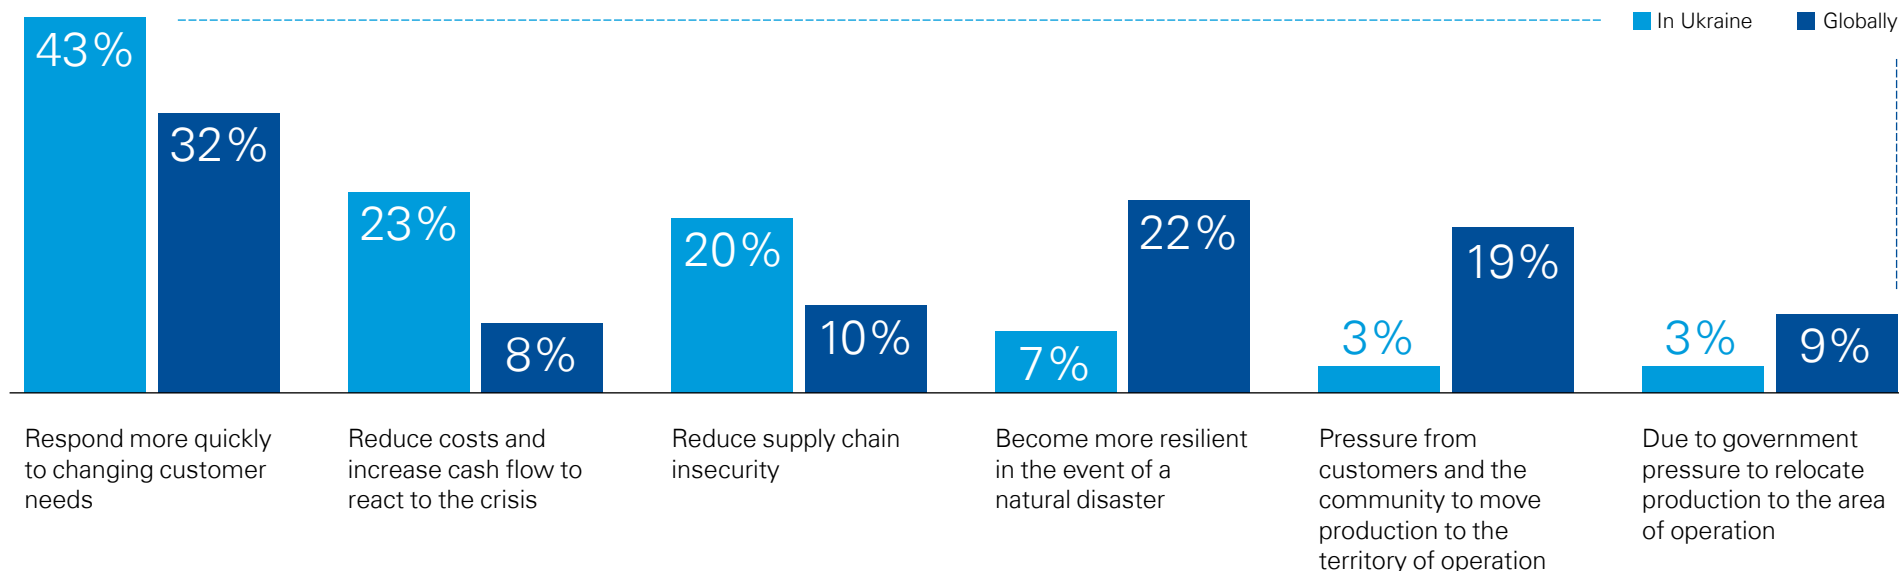 In Ukraine
Globally
43%
32%
23%
8%
20%
10%
7%
22%
3%
19%
3%
9%
Respond more quickly
to changing customer
needs
Reduce costs and
increase cash flow to
react to the crisis
Reduce supply chain
insecurity
Become more resilient
in the event of a
natural disaster
Pressure from
customers and the
community to move
production to the
territory of operation
Due to government
pressure to relocate
production to the area
of operation